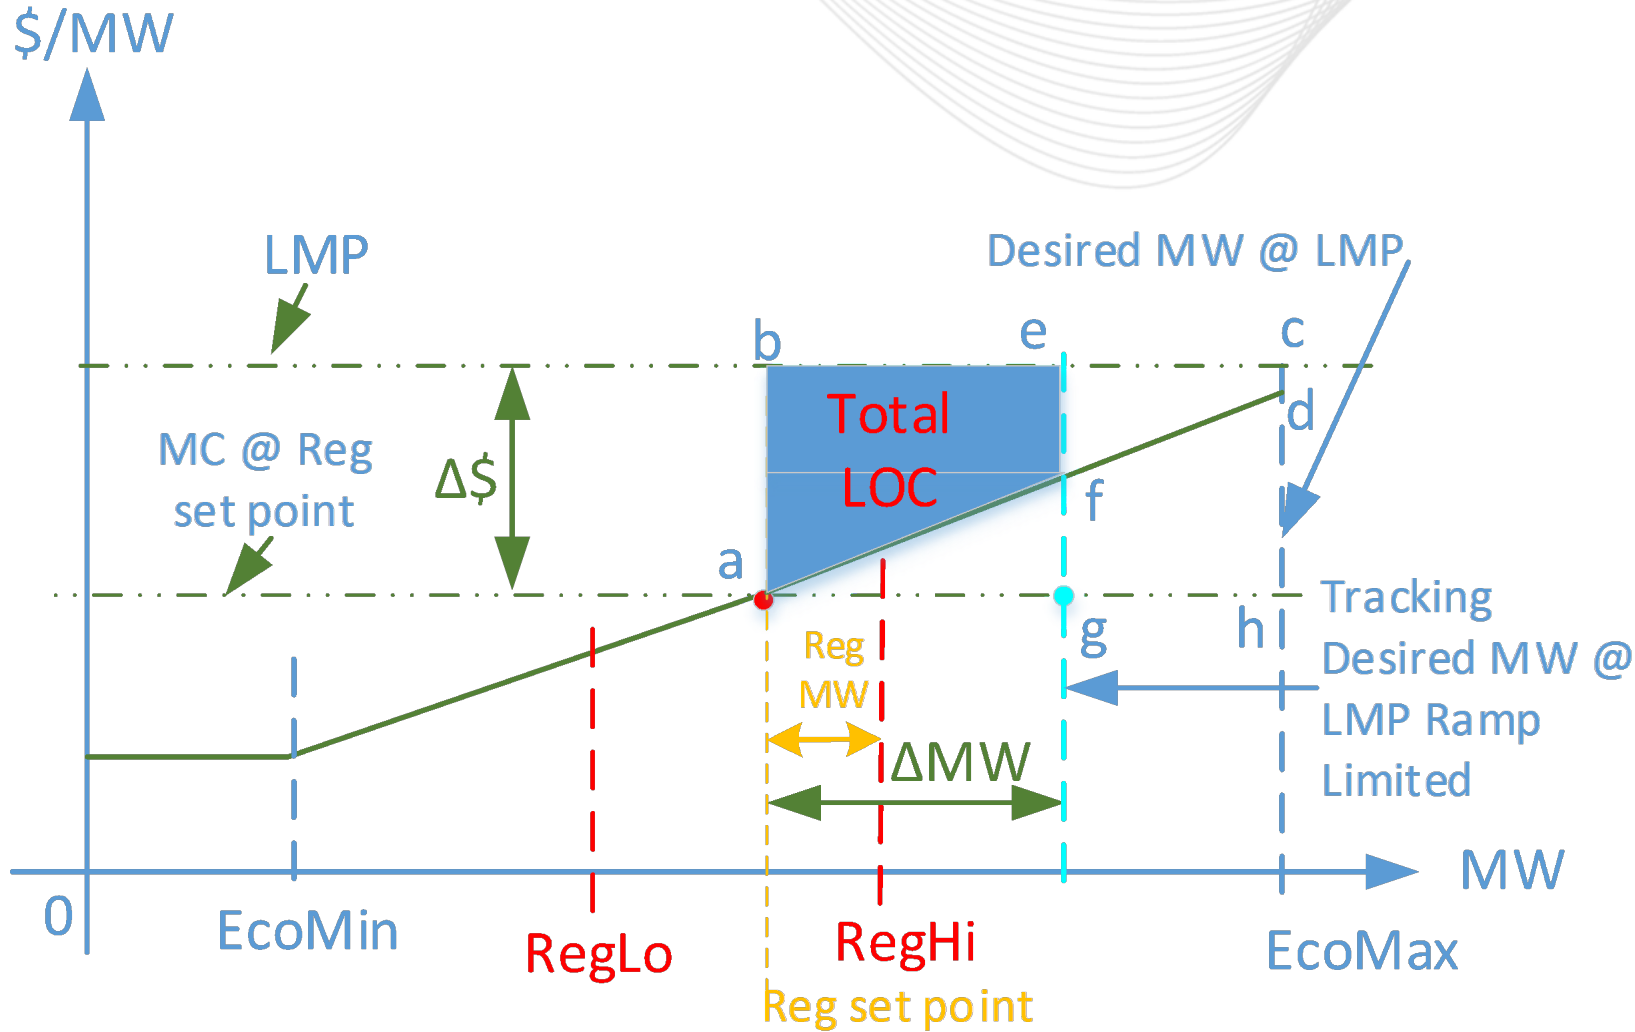 $/MW
LMP
Desired MW @ LMP
b
e
c
d
Total
LOC
MC @ Reg
set point
Δ$
f
a
Tracking
Desired MW @
LMP Ramp
Limited
g
h
Reg
MW
ΔMW
MW
0
EcoMin
RegLo
RegHi
EcoMax
Reg set point